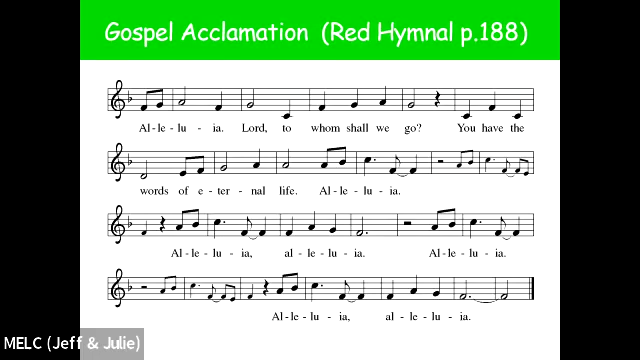 Gospel Acclamation (Red Hymnal p.188)
Al - le - lu - ia. Lord, to whom shall we go? You have the
words of e - ter - nal life. Al - le - lu - ia.
Al - le - lu - ia, al - le - lu - ia. Al - le - lu - ia.
Al - le - lu - ia, al - le - lu - ia.
MELC (Jeff & Julie)